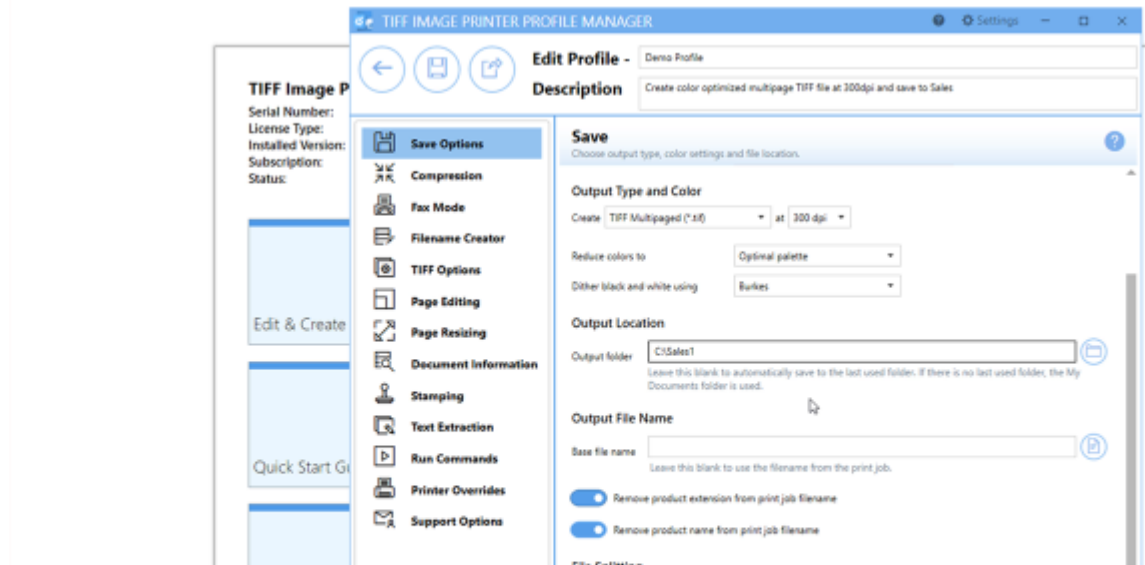 TIFF IMAGE PRINTER PROFILE MANAGER
Settings
Edit Profile -
Demo Profile
Description
Create color optimized multipage TIFF file at 300dpi and save to Sales
TIFF Image P
Serial Number:
License Type:
Installed Version:
Subscription:
Status:
Edit & Create
Quick Start Gu
Save Options
Compression
Fax Mode
Filename Creator
TIFF Options
Page Editing
Page Resizing
Document Information
Stamping
Text Extraction
Run Commands
Printer Overrides
Support Options
Save
Choose output type, color settings and file location.
Output Type and Color
Create TIFF Multipaged (*.tif) at 300 dpi
Reduce colors to Optimal palette
Dither black and white using Burkes
Output Location
Output folder C:\Sales1
Leave this blank to automatically save to the last used folder. If there is no last used folder, the My
Documents folder is used.
Output File Name
Base file name
Leave this blank to use the filename from the print job.
Remove product extension from print job filename
Remove product name from print job filename
File Splitting